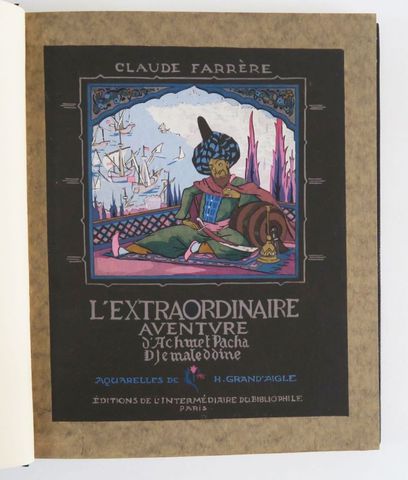 CLAUDE FARRÈRE
L'EXTRAORDINAIRE
AVENTVRE
d'Achmet Pacha
Djemaleddine
AQUARELLES DE H. GRAND'AIGLE
ÉDITIONS DE L'INTERMÉDIAIRE DU BIBLIOPHILE
PARIS